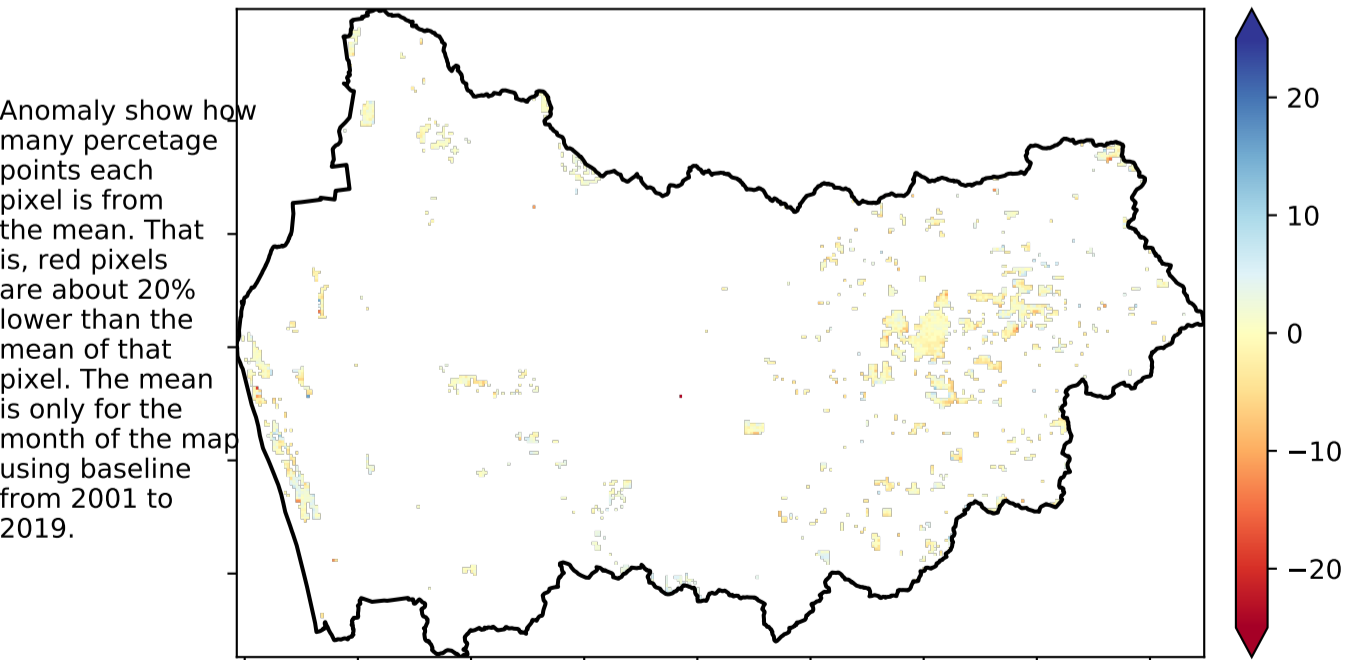 Anomaly show how
many percetage
points each
pixel is from
the mean. That
is, red pixels
are about 20%
lower than the
mean of that
pixel. The mean
is only for the
month of the map
using baseline
from 2001 to
2019.
20
10
0
−10
−20